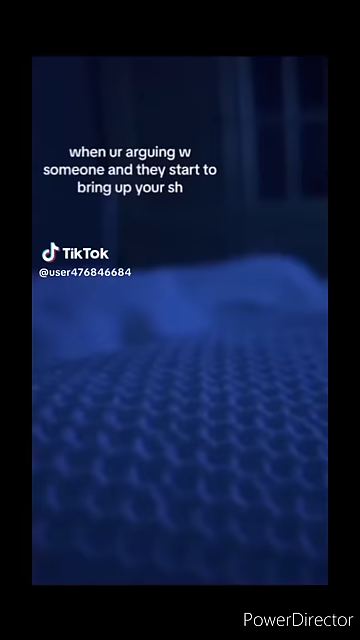 when ur arguing w
someone and they start to
bring up your sh
TikTok
@user476846684
PowerDirector